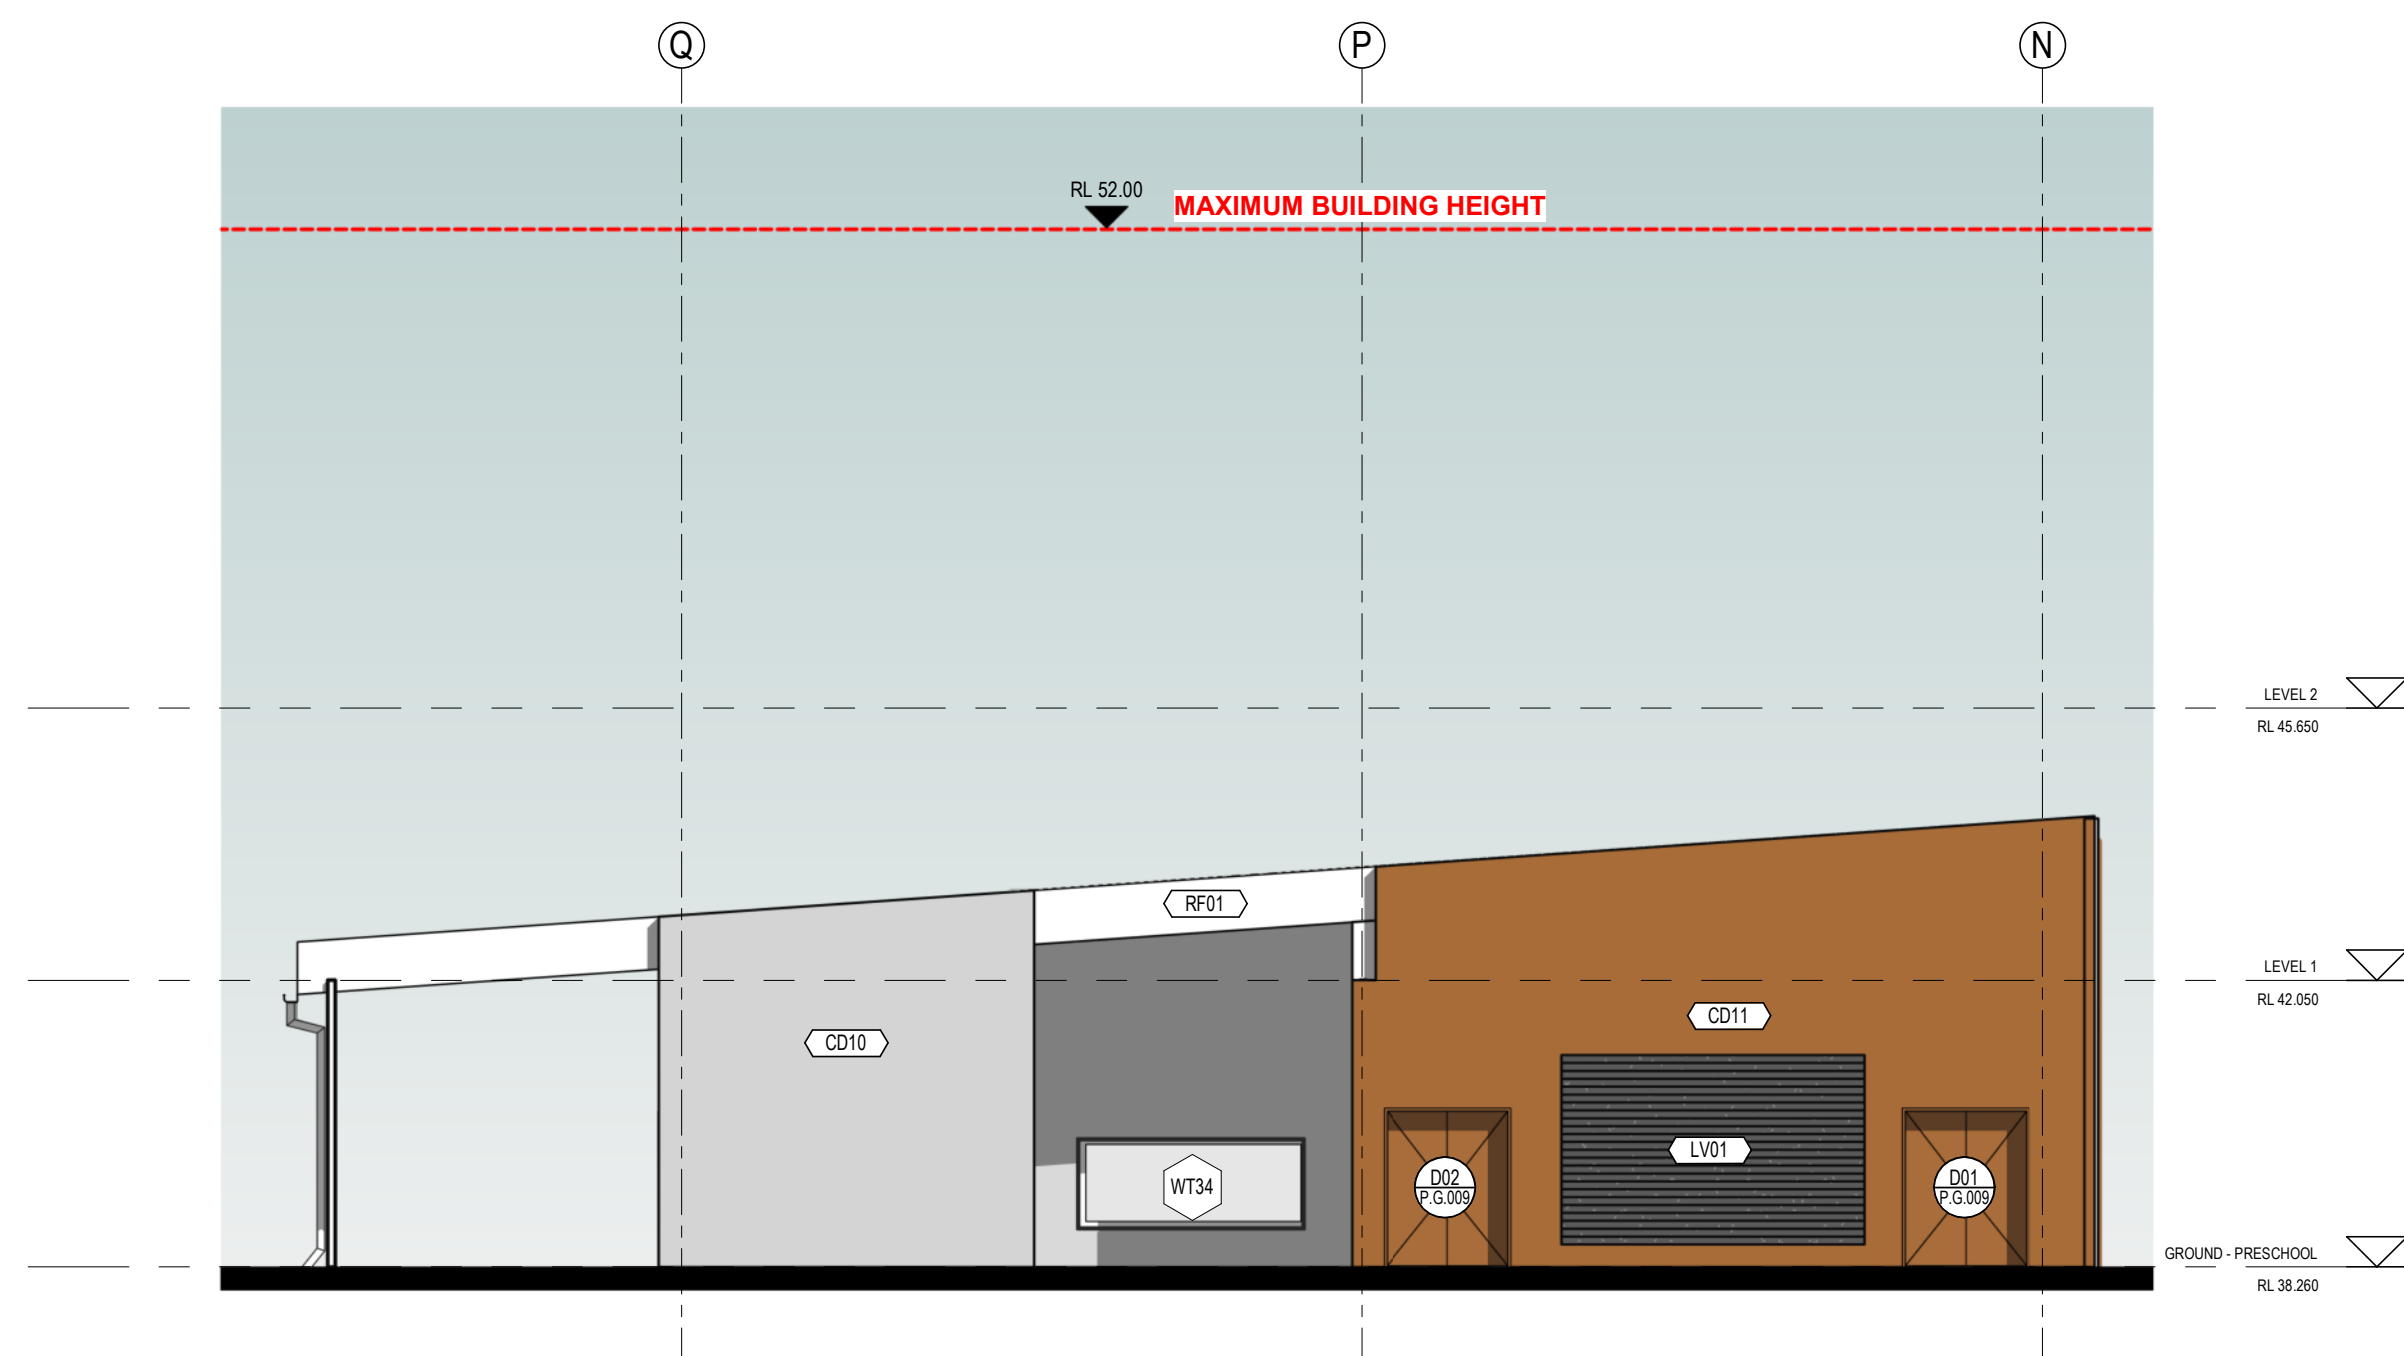 Q
P
N
RL 52.00
MAXIMUM BUILDING HEIGHT
LEVEL 2
RL 45.650
RF01
LEVEL 1
RL 42.050
CD11
CD10
LV01
WT34
D02
P.G.009
D01
P.G.009
GROUND - PRESCHOOL
RL 38.260